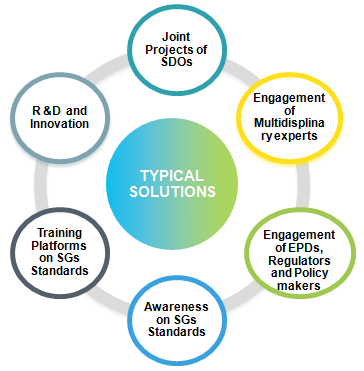 Joint
Projects of
SDOs
Engagement
of
Multidisplina
ry experts
Engagement
of EPDs,
Regulators
and Policy
makers
Awareness
on SGs
Standards
Training
Platforms
on SGs
Standards
R & D and
Innovation
TYPICAL
SOLUTIONS